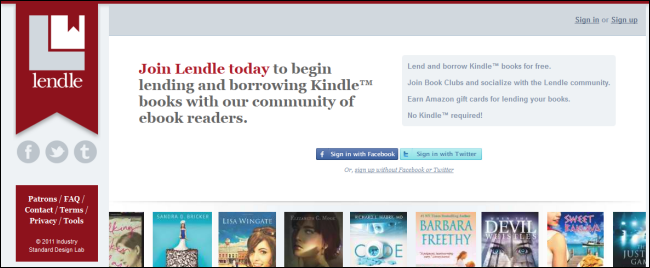 Sign in or Sign up
lendle
Join Lendle today to begin
lending and borrowing Kindle™
books with our community of
ebook readers.
Lend and borrow Kindle™ books for free.
Join Book Clubs and socialize with the Lendle community.
Earn Amazon gift cards for lending your books.
No Kindle™ required!
f Sign in with Facebook
t Sign in with Twitter
Or, sign up without Facebook or Twitter
f
t
Patrons / FAQ /
Contact / Terms /
Privacy / Tools
© 2011 Industry
Standard Design Lab
SANDRA D. BRICKER
LISA WINGATE
CODE
BARBARA
FREETHY
DEVIL
SWEET
JUST